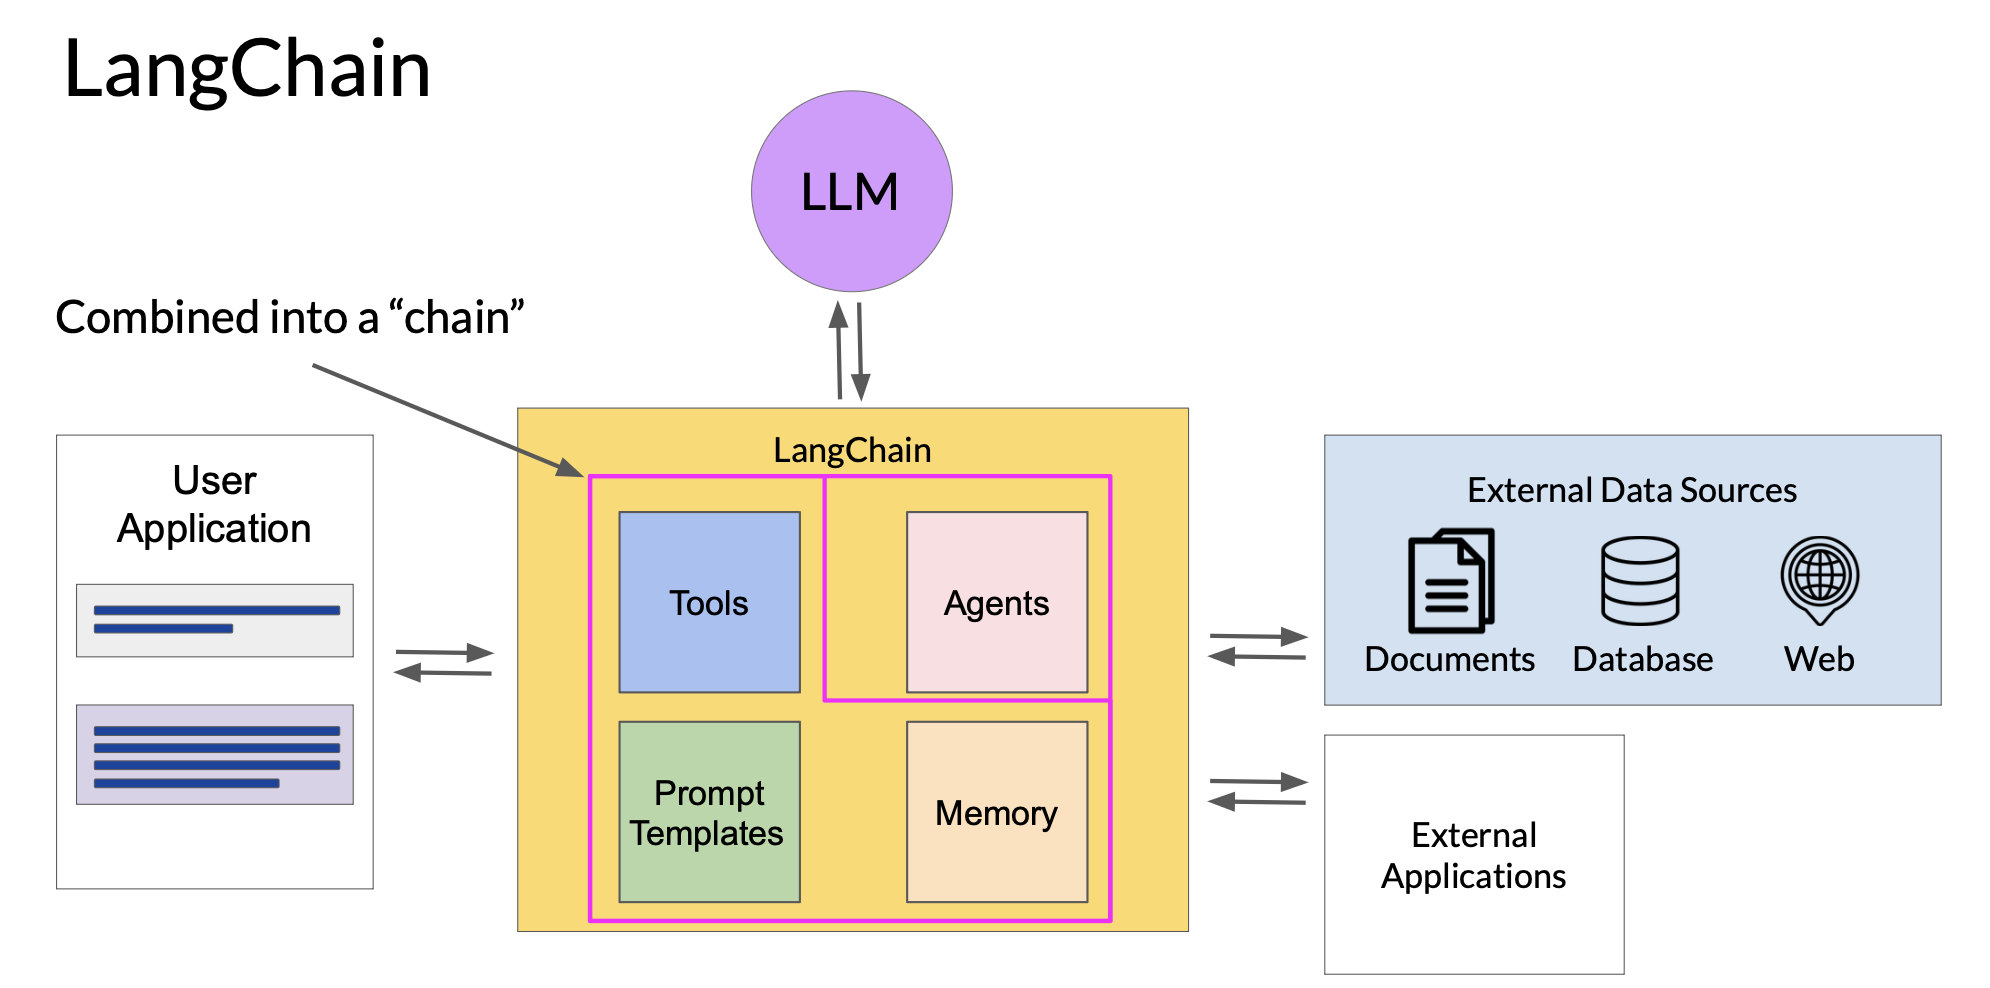 LangChain
LLM
Combined into a “chain”
User
Application
LangChain
Tools
Agents
Prompt
Templates
Memory
External Data Sources
Documents
Database
Web
External
Applications